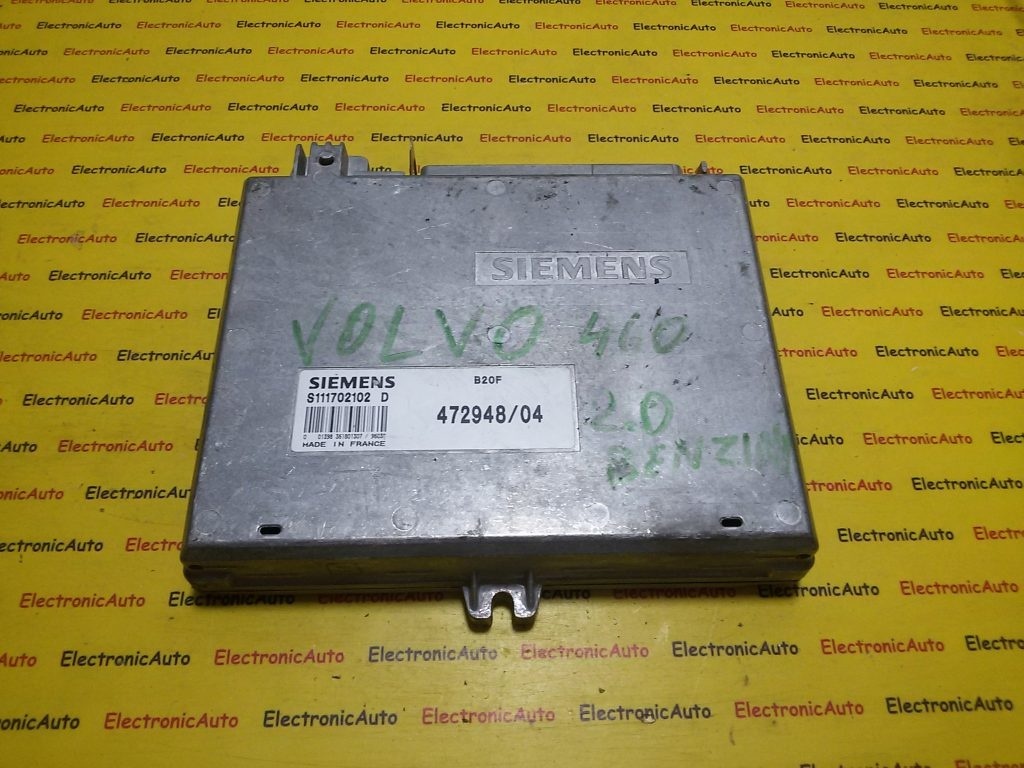 SIEMENS
VOLVO 460
SIEMENS B20F
S111702102 D
472948/04
2.0
MADE IN FRANCE
BENZIN
ElectronicAuto